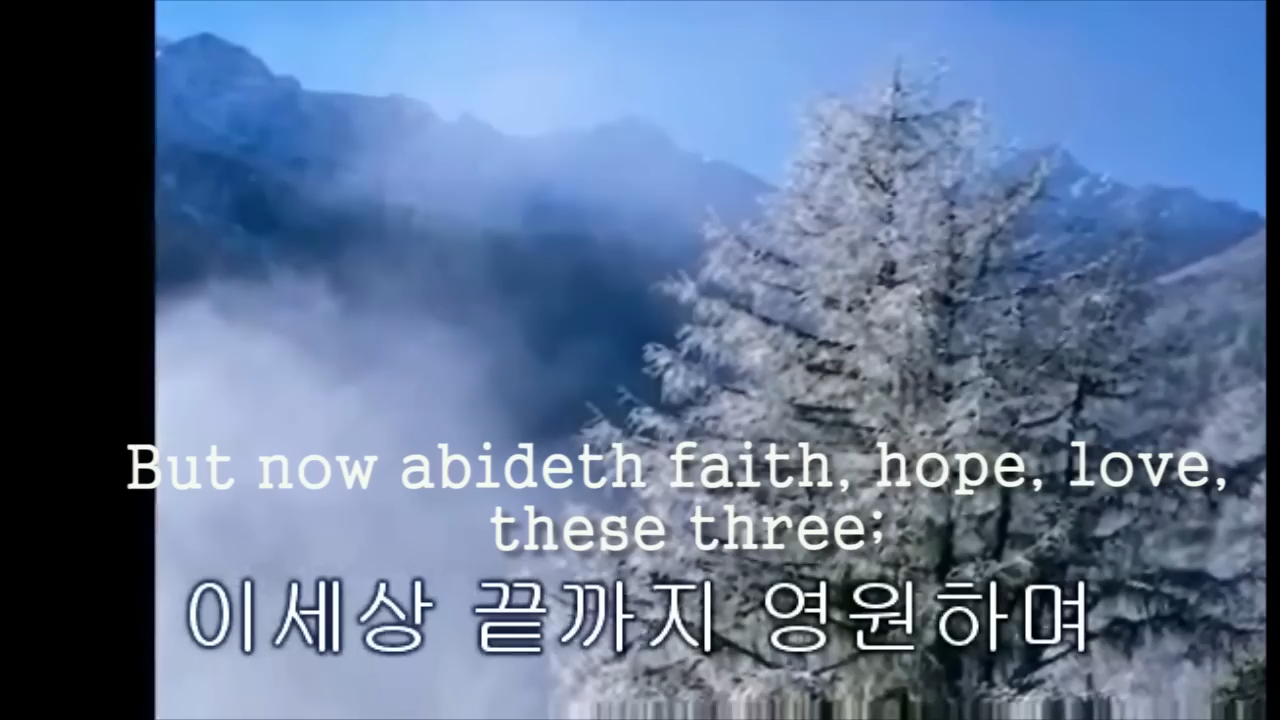 But now abideth faith, hope, love,
these three;
이세상 끝까지 영원하며